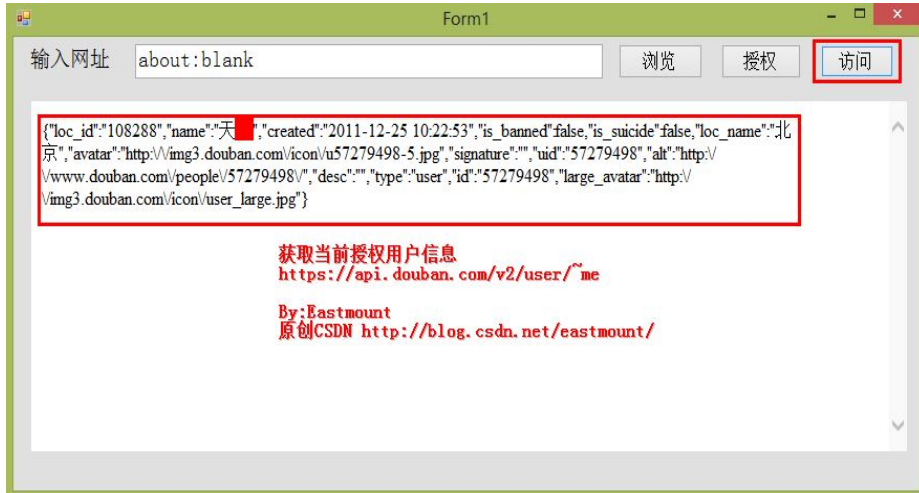 Form1
输入网址 about:blank 浏览 授权 访问
{"loc_id":"108288","name":"天","created":"2011-12-25 10:22:53","is_banned":false,"is_suicide":false,"loc_name":"北
京","avatar":"http:\/\/img3.douban.com\/icon\/u57279498-5.jpg","signature":"","uid":"57279498","alt":"http:\/
\/www.douban.com\/people\/57279498\/","desc":"","type":"user","id":"57279498","large_avatar":"http:\/
\/img3.douban.com\/icon\/user_large.jpg"}
获取当前授权用户信息
https://api.douban.com/v2/user/~me
By:Eastmount
原创CSDN http://blog.csdn.net/eastmount/